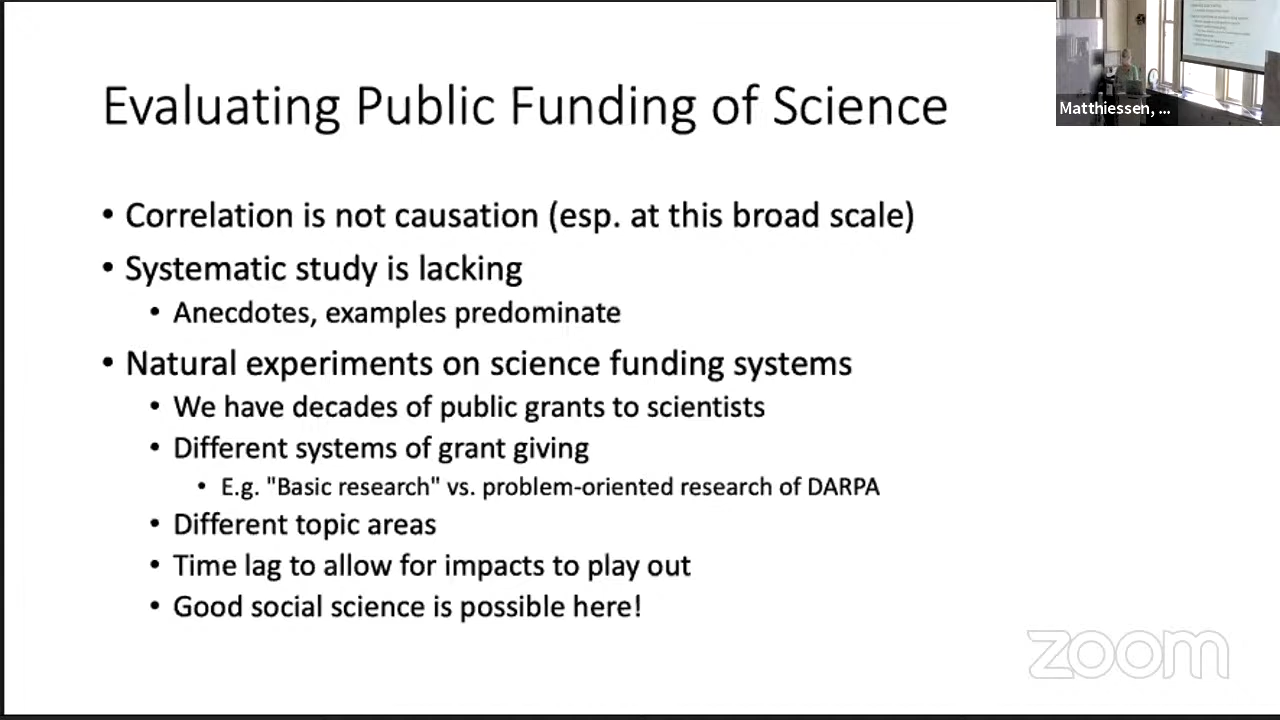 Evaluating Public Funding of Science
Matthiessen, ...
• Correlation is not causation (esp. at this broad scale)
• Systematic study is lacking
• Anecdotes, examples predominate
• Natural experiments on science funding systems
• We have decades of public grants to scientists
• Different systems of grant giving
• E.g. "Basic research" vs. problem-oriented research of DARPA
• Different topic areas
• Time lag to allow for impacts to play out
• Good social science is possible here!
zoom